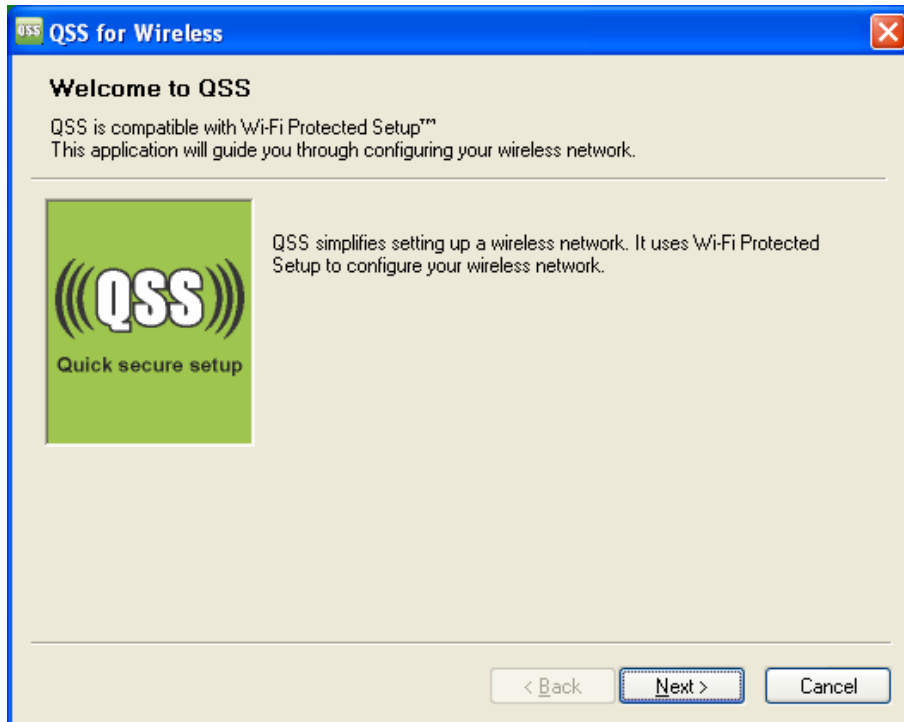 QSS QSS for Wireless
Welcome to QSS
QSS is compatible with Wi-Fi Protected Setup™
This application will guide you through configuring your wireless network.
QSS simplifies setting up a wireless network. It uses Wi-Fi Protected
Setup to configure your wireless network.
(((QSS)))
Quick secure setup
< Back
Next >
Cancel